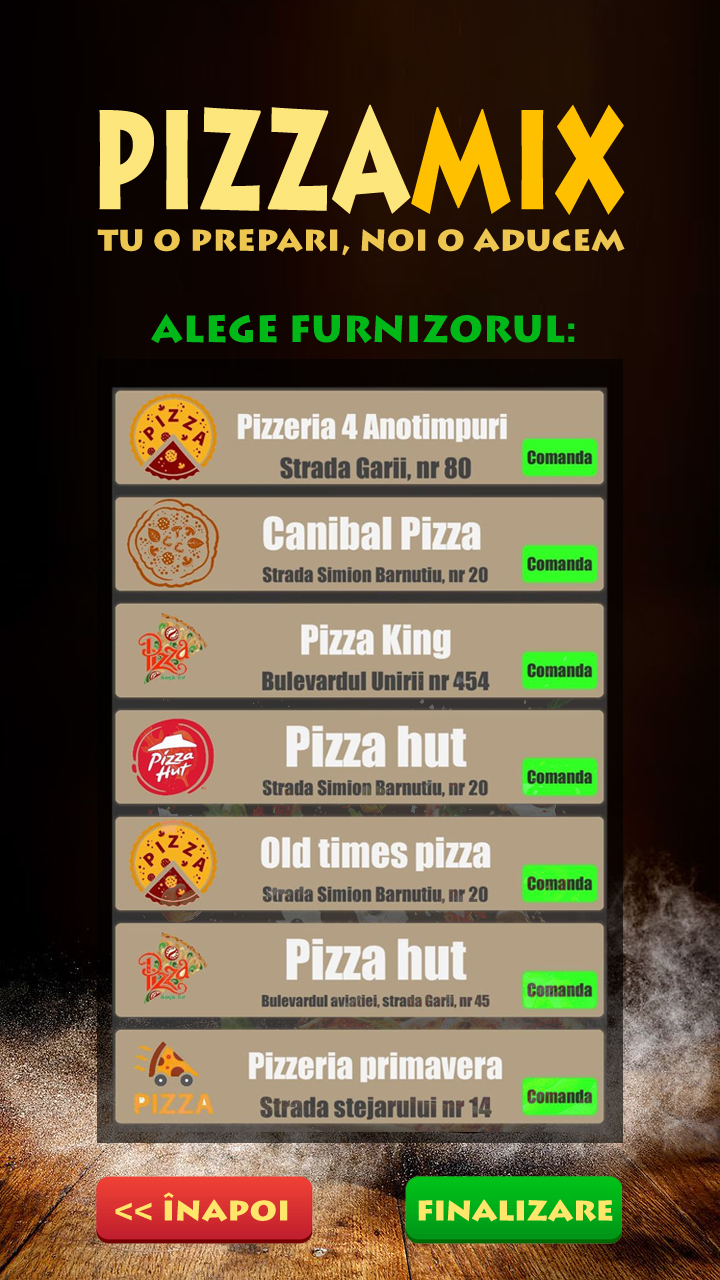 PIZZAMIX
TU O PREPARI, NOI O ADUCEM
ALEGE FURNIZORUL:
PIZZA
Pizzeria 4 Anotimpuri
Strada Garii, nr 80
Comanda
Canibal Pizza
Strada Simion Barnutiu, nr 20
Comanda
Pizza
Pizza King
Bulevardul Unirii nr 454
Comanda
Pizza Hut
Pizza hut
Strada Simion Barnutiu, nr 20
Comanda
PIZZA
Old times pizza
Strada Simion Barnutiu, nr 20
Comanda
Pizza
Pizza hut
Bulevardul aviatiei, strada Garii, nr 45
Comanda
PIZZA
Pizzeria primavera
Strada stejarului nr 14
Comanda
<< ÎNAPOI
FINALIZARE